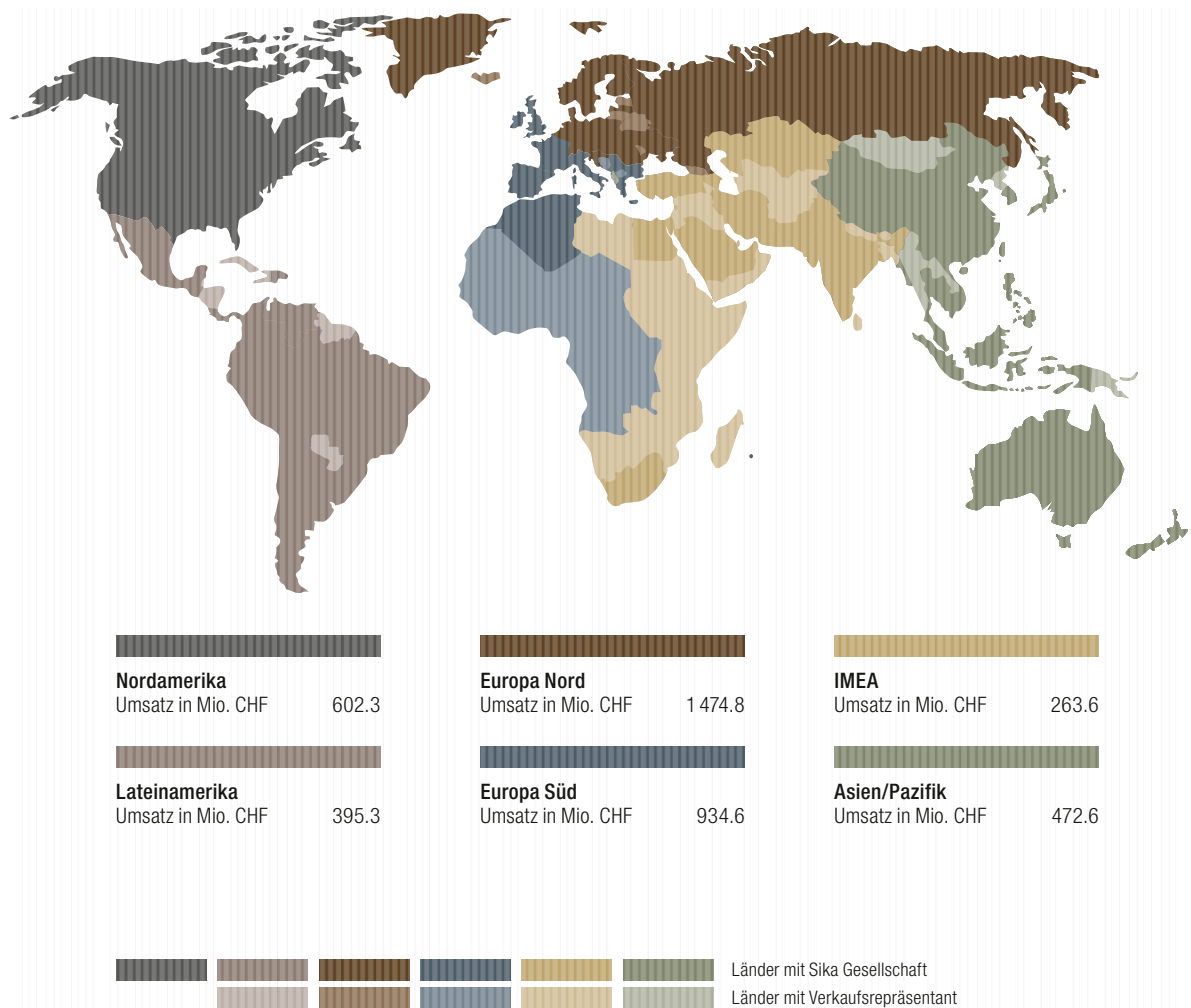 Nordamerika
Umsatz in Mio. CHF 602.3
Europa Nord
Umsatz in Mio. CHF 1 474.8
IMEA
Umsatz in Mio. CHF 263.6
Lateinamerika
Umsatz in Mio. CHF 395.3
Europa Süd
Umsatz in Mio. CHF 934.6
Asien/Pazifik
Umsatz in Mio. CHF 472.6
Länder mit Sika Gesellschaft
Länder mit Verkaufsrepräsentant